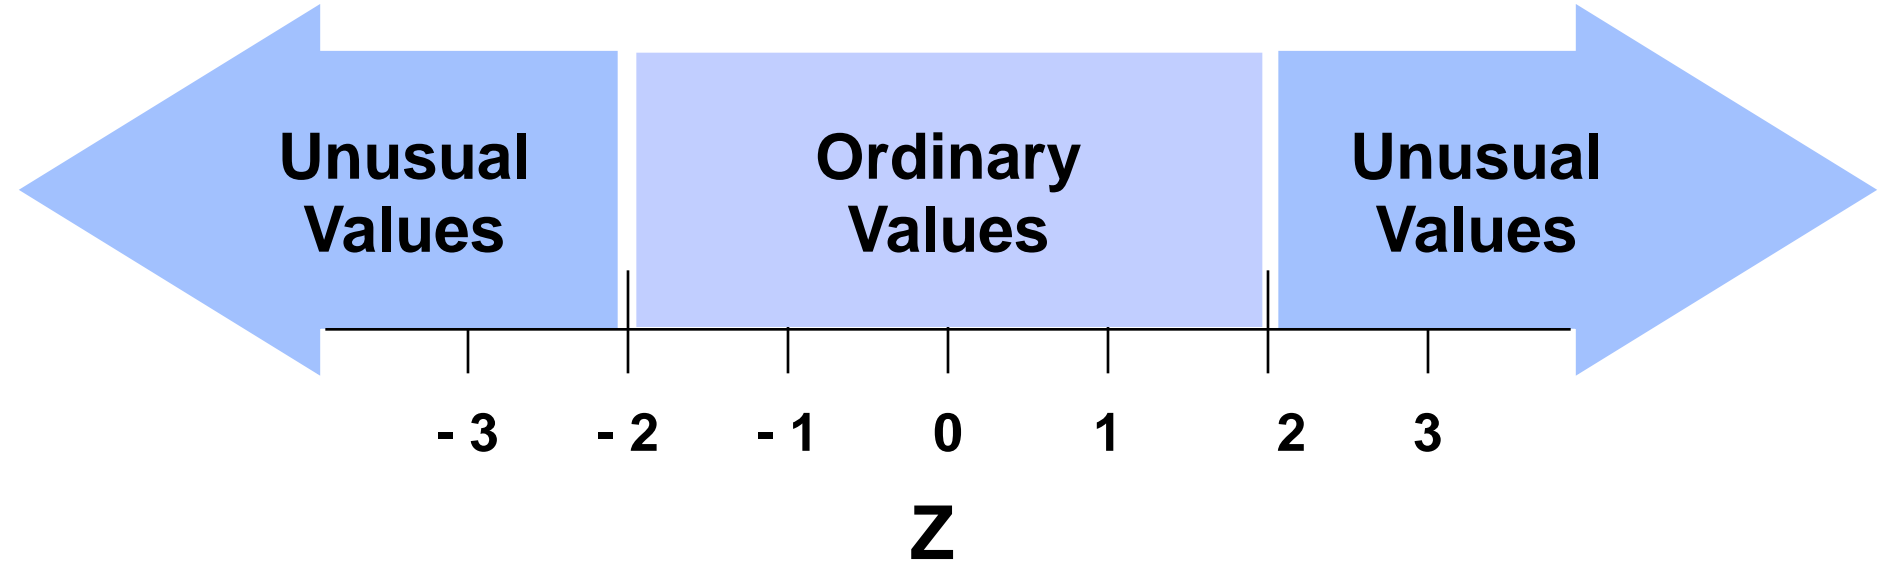 Unusual
Values
Ordinary
Values
Unusual
Values
- 3 - 2 - 1 0 1 2 3
Z